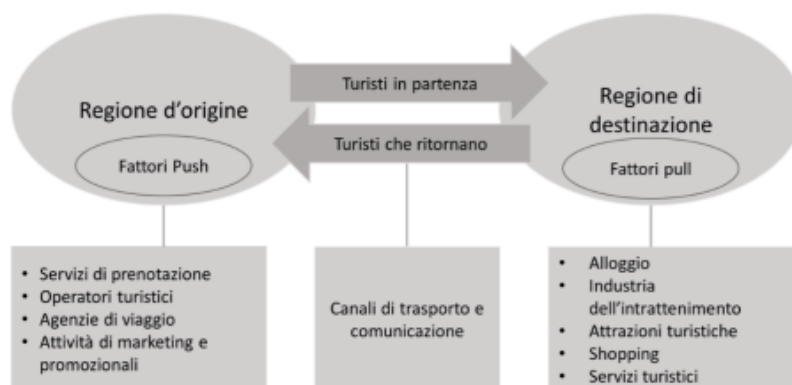 Turisti in partenza
Regione d'origine
Regione di
destinazione
Turisti che ritornano
Fattori Push
Fattori pull
• Servizi di prenotazione
• Operatori turistici
• Agenzie di viaggio
• Attività di marketing e
promozionali
Canali di trasporto e
comunicazione
• Alloggio
• Industria
dell'intrattenimento
• Attrazioni turistiche
• Shopping
• Servizi turistici